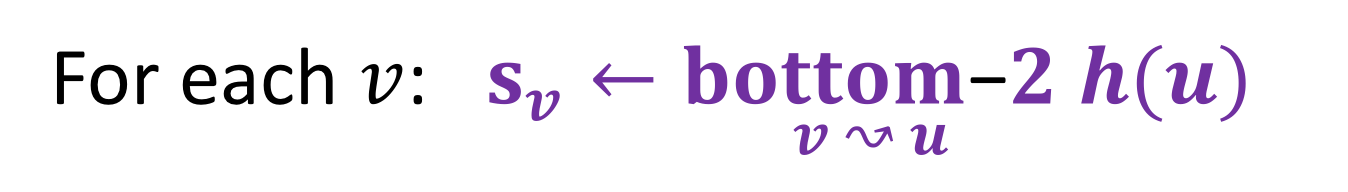 For each v: s_v ← bottom–2 h(u)
v ⤳ u